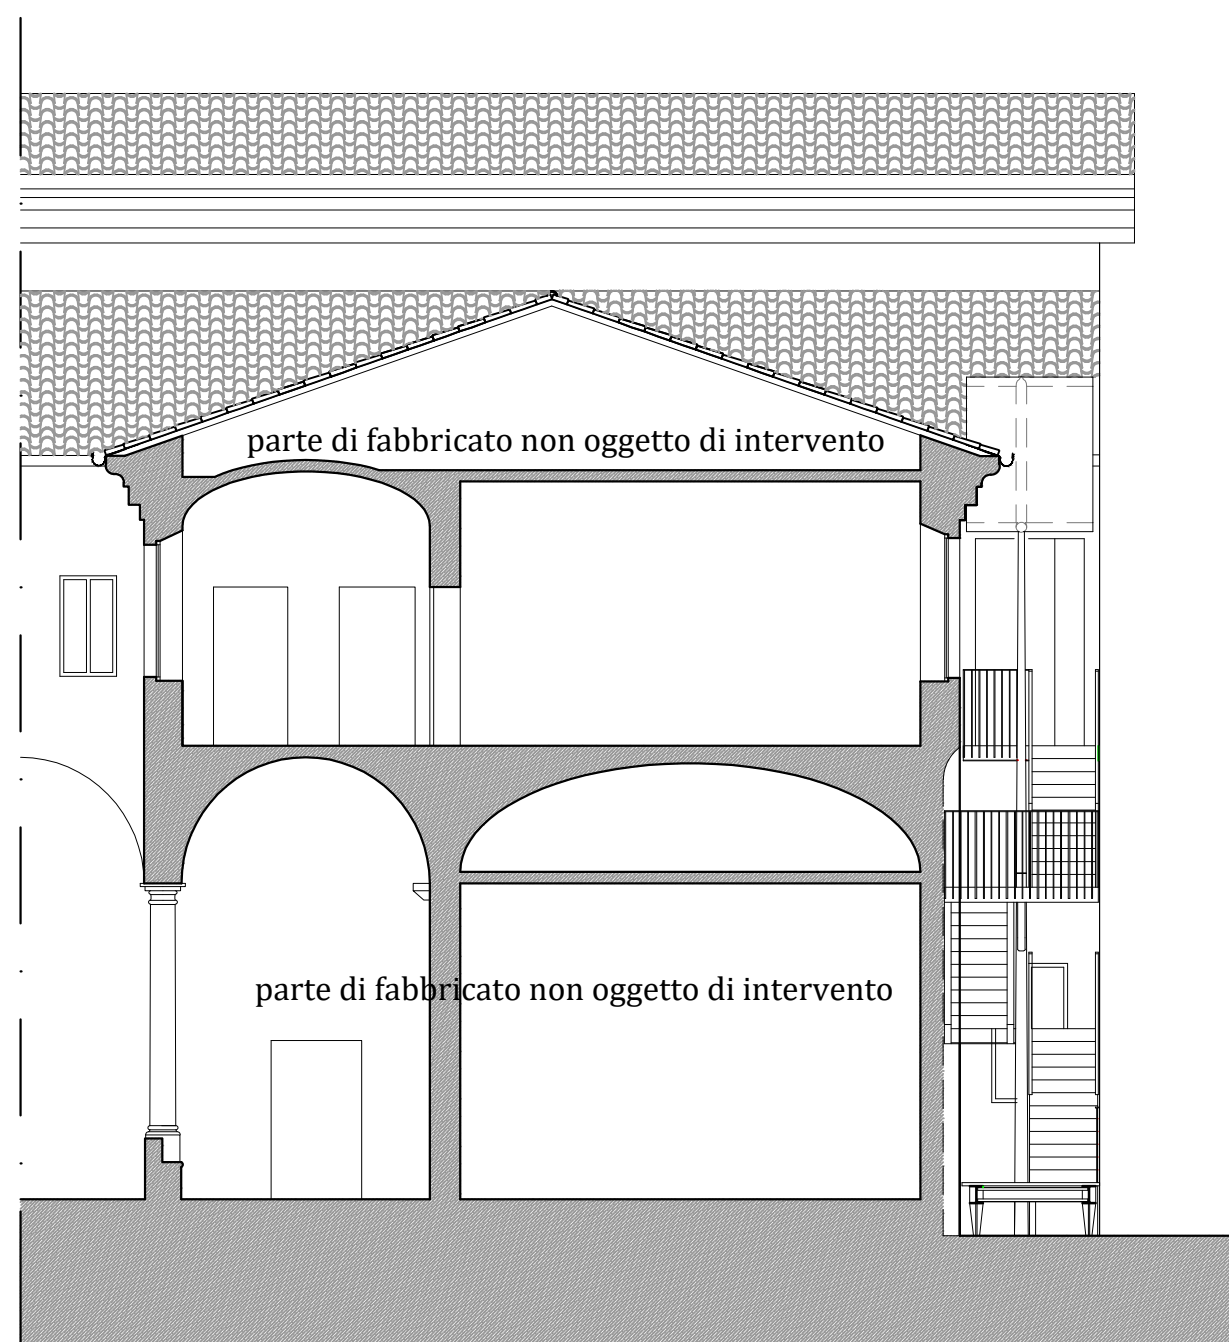 parte di fabbricato non oggetto di intervento
parte di fabbricato non oggetto di intervento